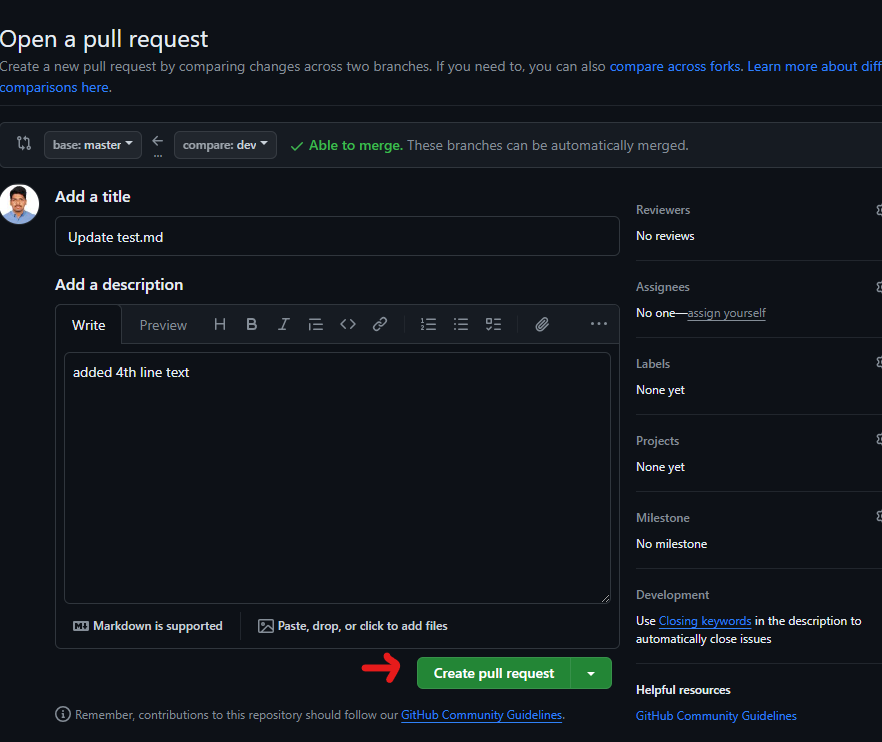 Open a pull request
Create a new pull request by comparing changes across two branches. If you need to, you can also compare across forks. Learn more about diff
comparisons here.
base: master
...
compare: dev
Able to merge. These branches can be automatically merged.
Add a title
Update test.md
Add a description
Write
Preview
H B I
added 4th line text
Markdown is supported
Paste, drop, or click to add files
Create pull request
Remember, contributions to this repository should follow our GitHub Community Guidelines.
Reviewers
No reviews
Assignees
No one—assign yourself
Labels
None yet
Projects
None yet
Milestone
No milestone
Development
Use Closing keywords in the description to
automatically close issues
Helpful resources
GitHub Community Guidelines